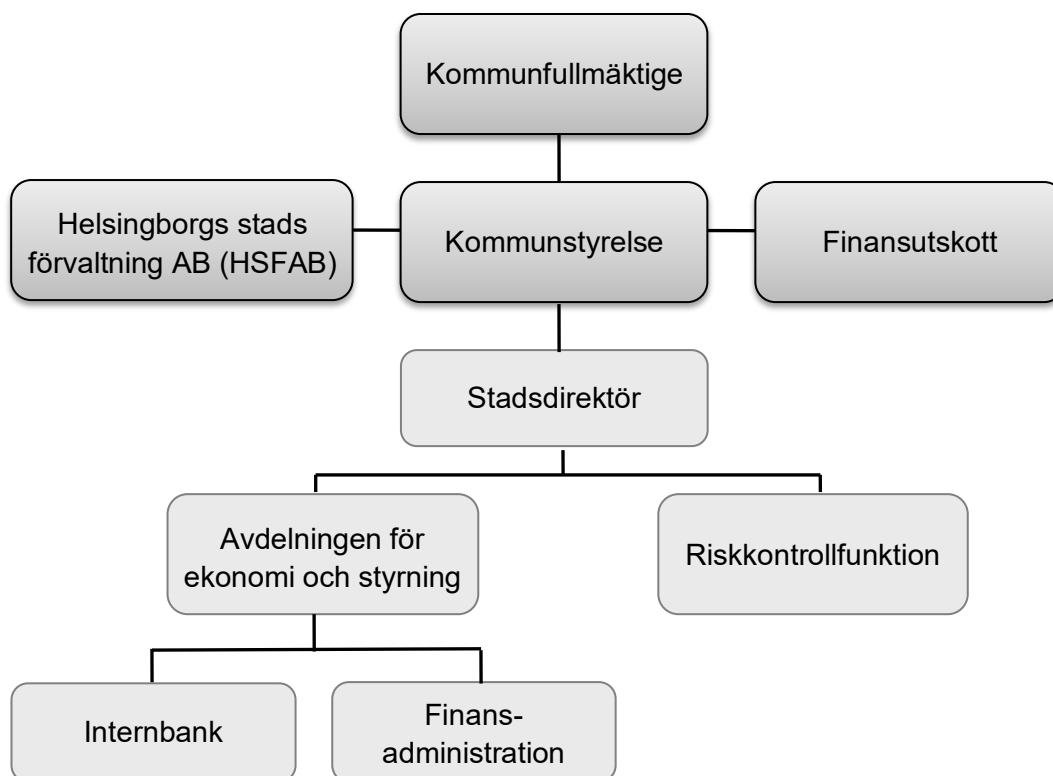 Kommunfullmäktige
Helsingborgs stads
förvaltning AB (HSFAB)
Kommunstyrelse
Finansutskott
Stadsdirektör
Avdelningen för
ekonomi och styrning
Riskkontrollfunktion
Internbank
Finans-
administration